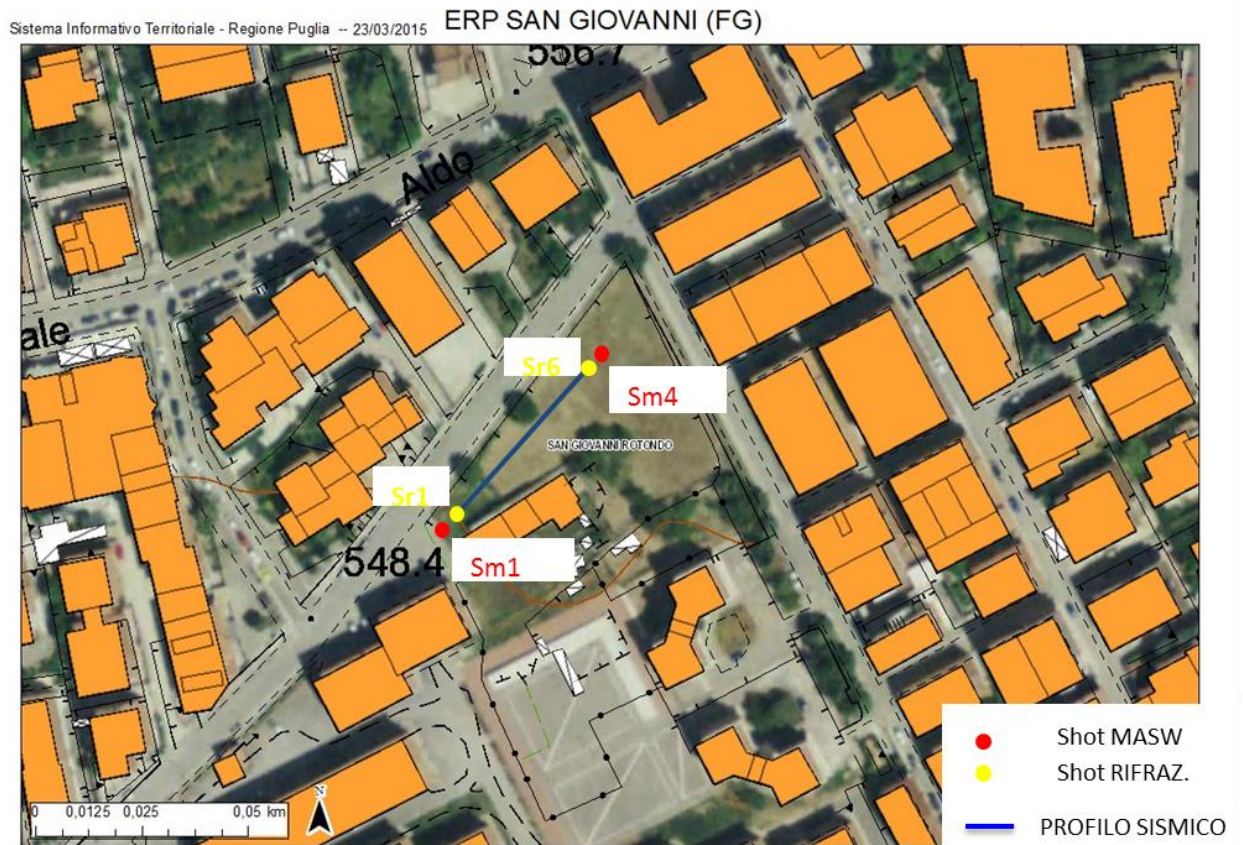 Sistema Informativo Territoriale - Regione Puglia -- 23/03/2015
ERP SAN GIOVANNI (FG)
556.7
Aldo
ale
Sr6
Sm4
SAN GIOVANNI ROTONDO
Sr1
548.4
Sm1
Shot MASW
Shot RIFRAZ.
PROFILO SISMICO
0 0,0125 0,025 0,05 km
N